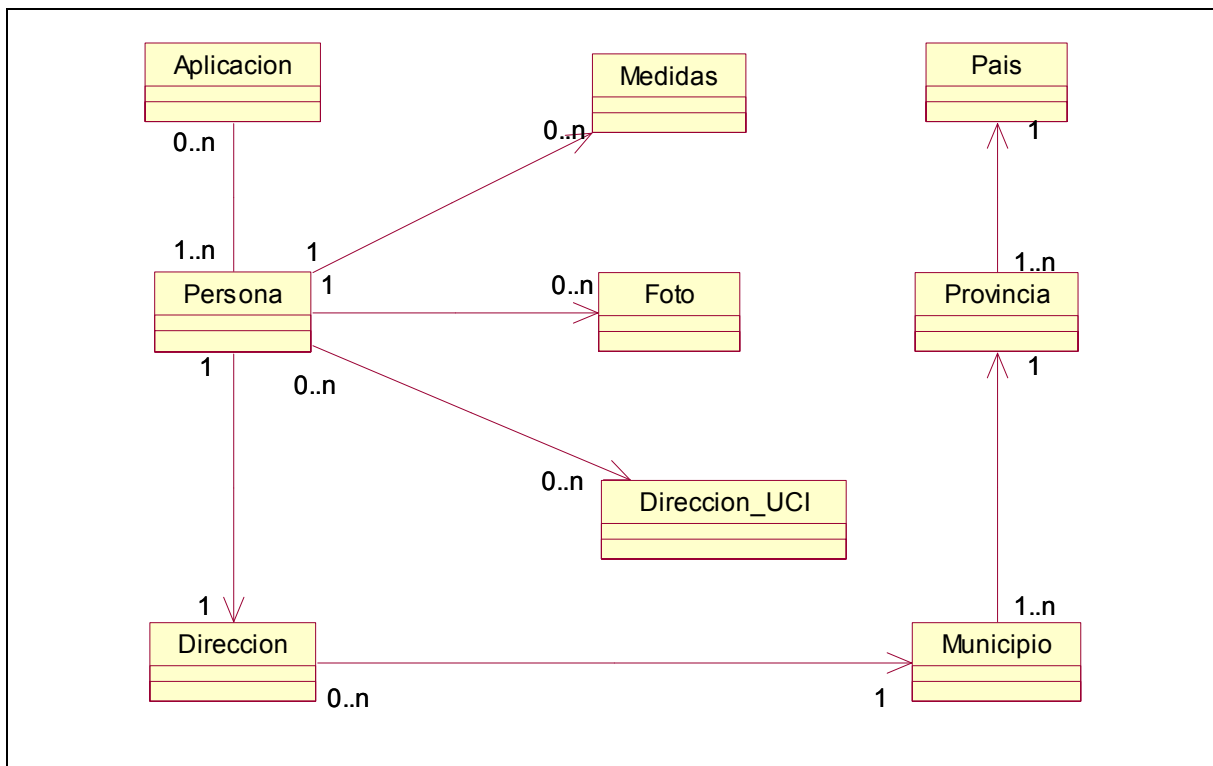 Aplicacion
Medidas
Pais
0..n
0..n
1
1..n
1
1
1..n
Persona
0..n
Foto
Provincia
1
0..n
1
0..n
Direccion_UCI
1
1..n
Direccion
Municipio
0..n
1